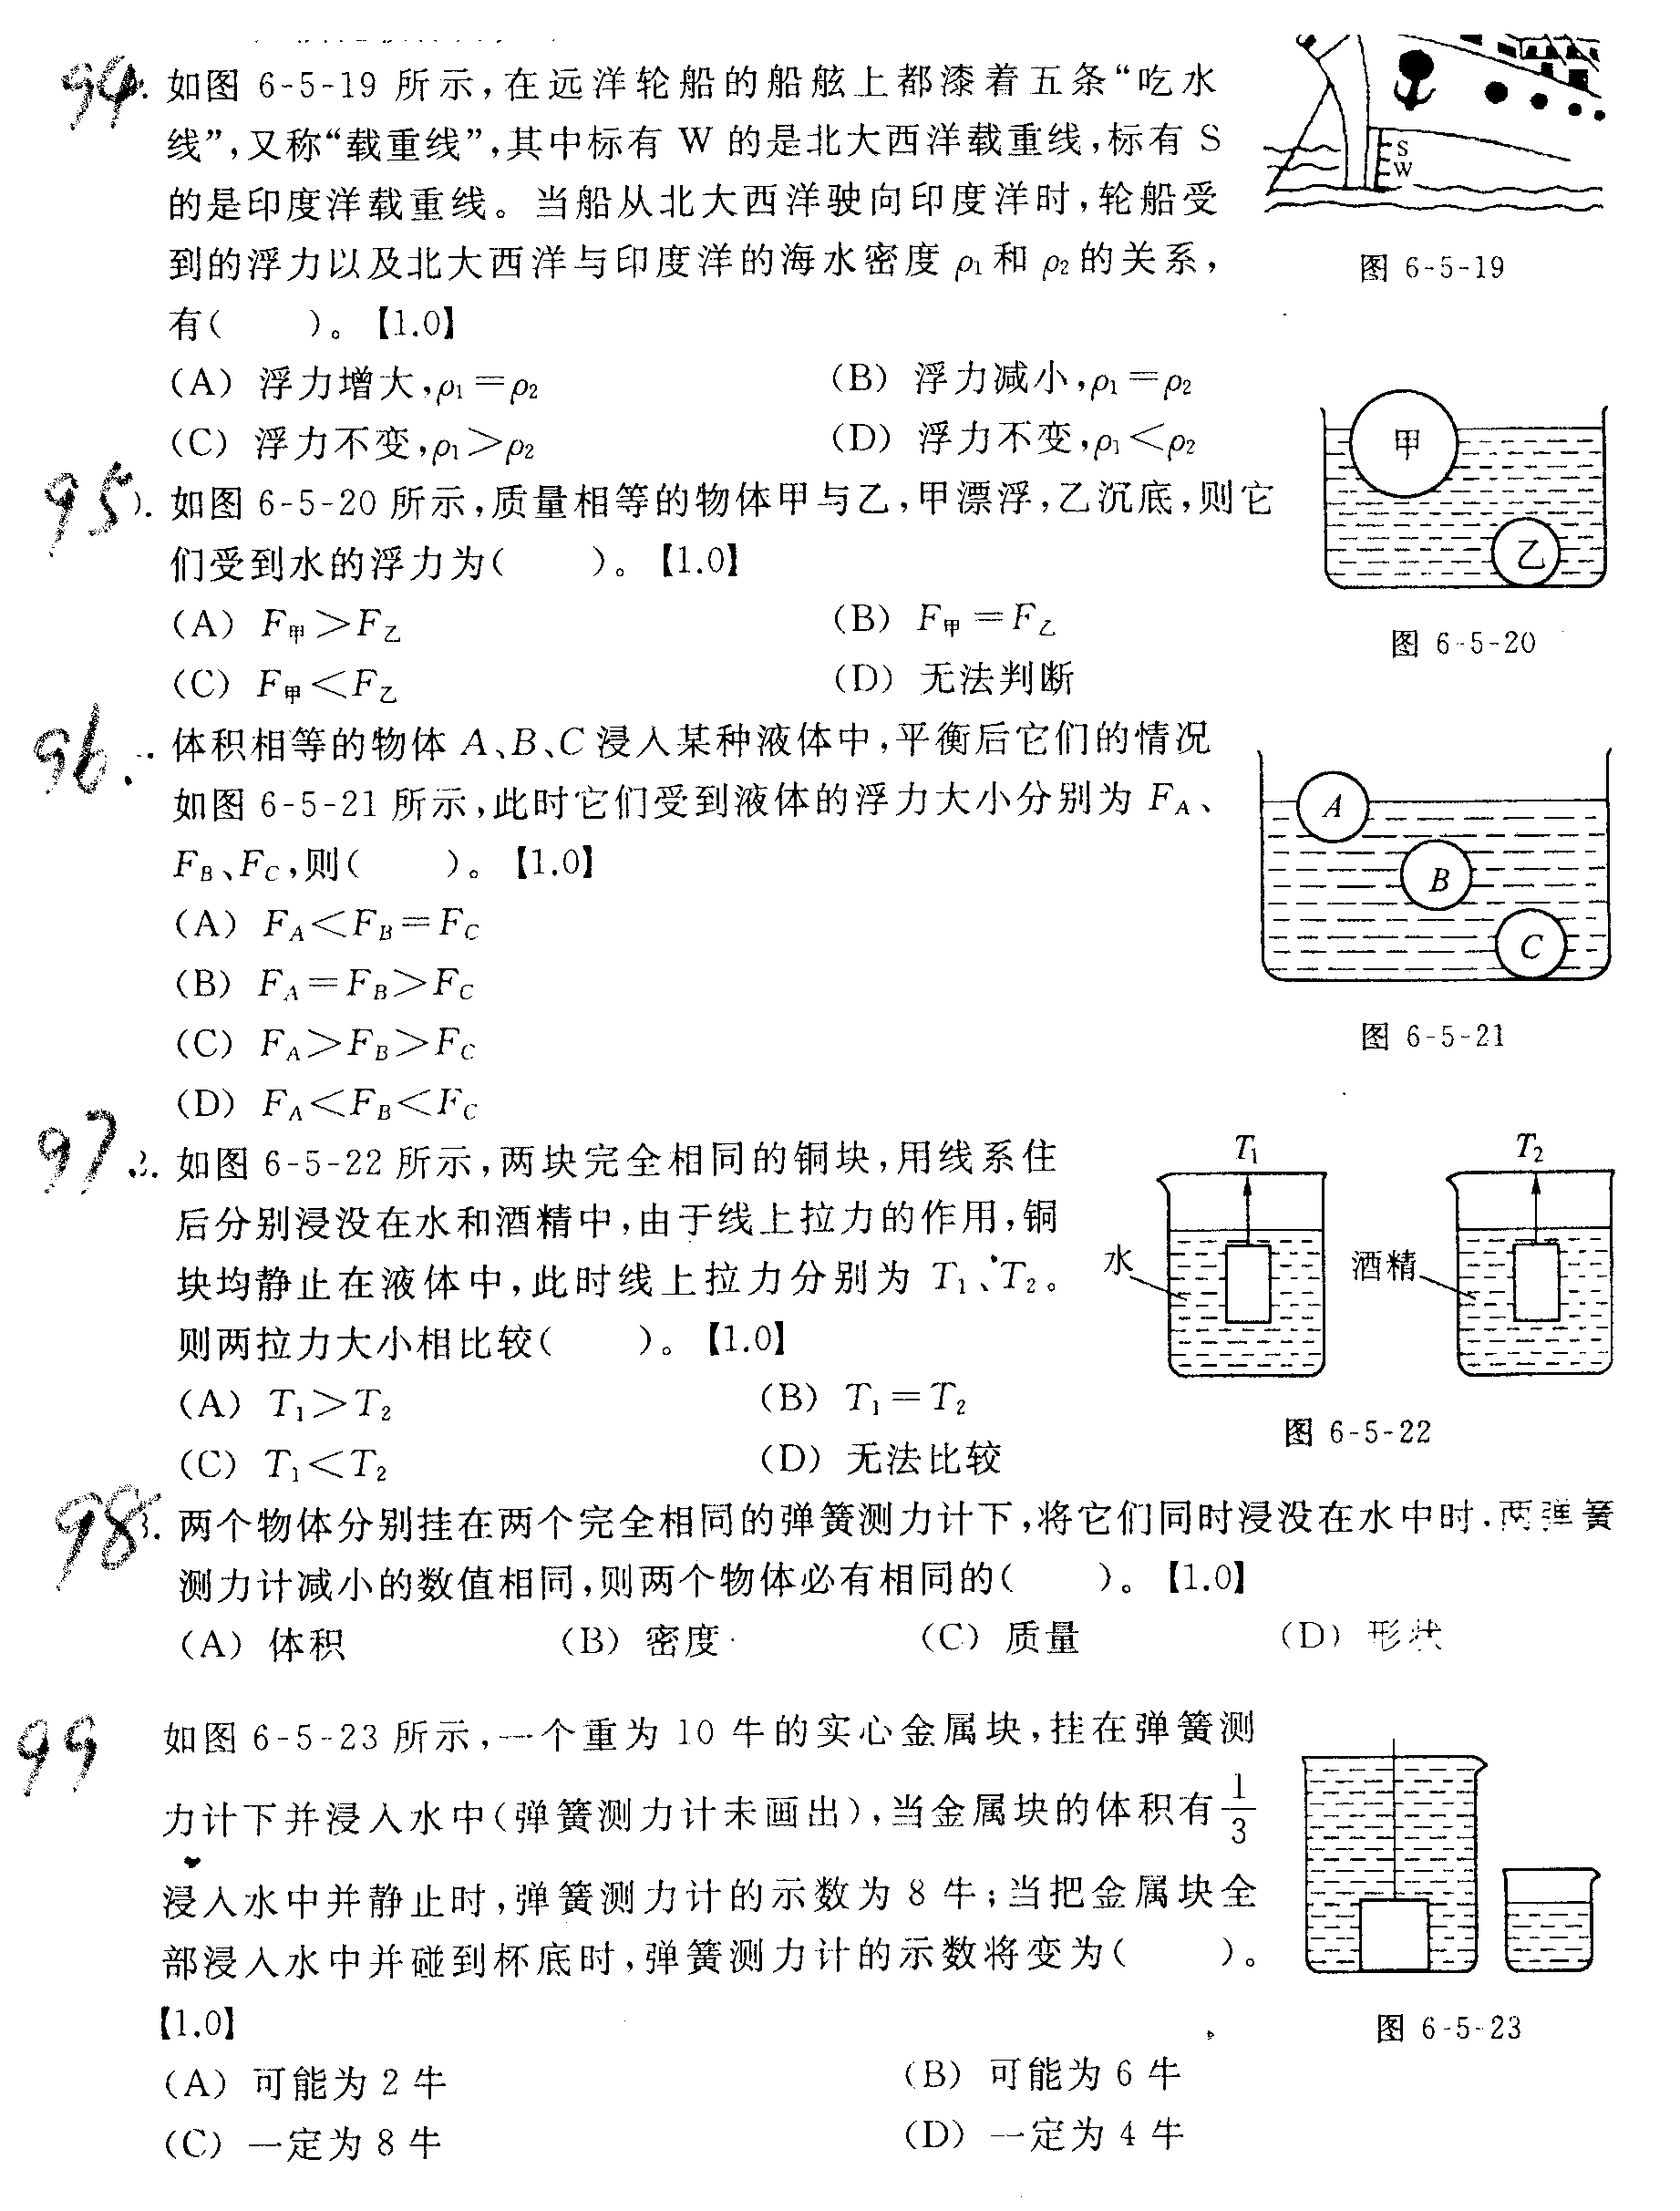 94. 如图 6-5-19 所示,在远洋轮船的船舷上都漆着五条“吃水
线”,又称“载重线”,其中标有 W 的是北大西洋载重线,标有 S
的是印度洋载重线。当船从北大西洋驶向印度洋时,轮船受
到的浮力以及北大西洋与印度洋的海水密度 ρ₁和 ρ₂的关系,
有(    )。【1.0】
S
W
图 6-5-19
(A) 浮力增大,ρ₁=ρ₂ (B) 浮力减小,ρ₁=ρ₂
(C) 浮力不变,ρ₁>ρ₂ (D) 浮力不变,ρ₁<ρ₂
95. 如图 6-5-20 所示,质量相等的物体甲与乙,甲漂浮,乙沉底,则它
们受到水的浮力为(    )。【1.0】
(A) F甲>F乙 (B) F甲=F乙
(C) F甲<F乙 (D) 无法判断
甲
乙
图 6-5-20
96. 体积相等的物体 A、B、C 浸入某种液体中,平衡后它们的情况
如图 6-5-21 所示,此时它们受到液体的浮力大小分别为 F_A、
F_B、F_C,则(    )。【1.0】
(A) F_A<F_B=F_C
(B) F_A=F_B>F_C
(C) F_A>F_B>F_C
(D) F_A<F_B<F_C
A
B
C
图 6-5-21
97. 如图 6-5-22 所示,两块完全相同的铜块,用线系住
后分别浸没在水和酒精中,由于线上拉力的作用,铜
块均静止在液体中,此时线上拉力分别为 T₁、T₂。
则两拉力大小相比较(    )。【1.0】
(A) T₁>T₂ (B) T₁=T₂
(C) T₁<T₂ (D) 无法比较
T₁ T₂
水 酒精
图 6-5-22
98. 两个物体分别挂在两个完全相同的弹簧测力计下,将它们同时浸没在水中时.两弹簧
测力计减小的数值相同,则两个物体必有相同的(    )。【1.0】
(A) 体积 (B) 密度 (C) 质量 (D) 形状
99 如图 6-5-23 所示,一个重为 10 牛的实心金属块,挂在弹簧测
力计下并浸入水中(弹簧测力计未画出),当金属块的体积有 1/3
浸入水中并静止时,弹簧测力计的示数为 8 牛;当把金属块全
部浸入水中并碰到杯底时,弹簧测力计的示数将变为(    )。
【1.0】
(A) 可能为 2 牛 (B) 可能为 6 牛
(C) 一定为 8 牛 (D) 一定为 4 牛
图 6-5-23